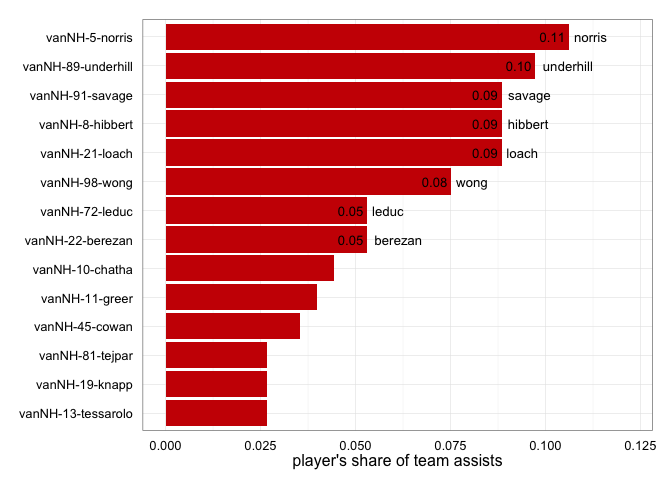 vanNH-5-norris 0.11 norris
vanNH-89-underhill 0.10 underhill
vanNH-91-savage 0.09 savage
vanNH-8-hibbert 0.09 hibbert
vanNH-21-loach 0.09 loach
vanNH-98-wong 0.08 wong
vanNH-72-leduc 0.05 leduc
vanNH-22-berezan 0.05 berezan
vanNH-10-chatha
vanNH-11-greer
vanNH-45-cowan
vanNH-81-tejpar
vanNH-19-knapp
vanNH-13-tessarolo
0.000 0.025 0.050 0.075 0.100 0.125
player's share of team assists